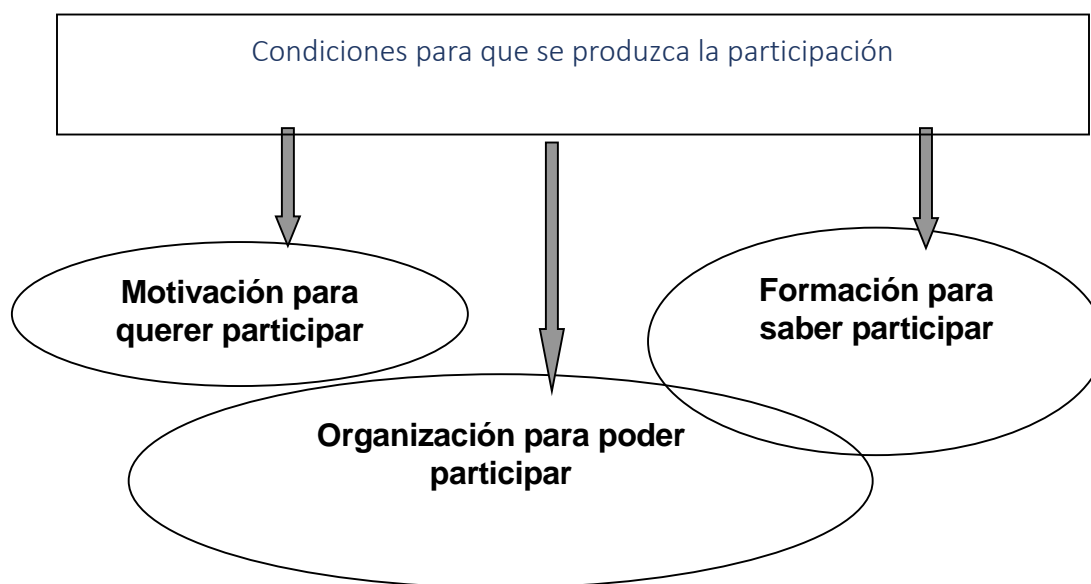 Condiciones para que se produzca la participación
Motivación para
querer participar
Formación para
saber participar
Organización para poder
participar